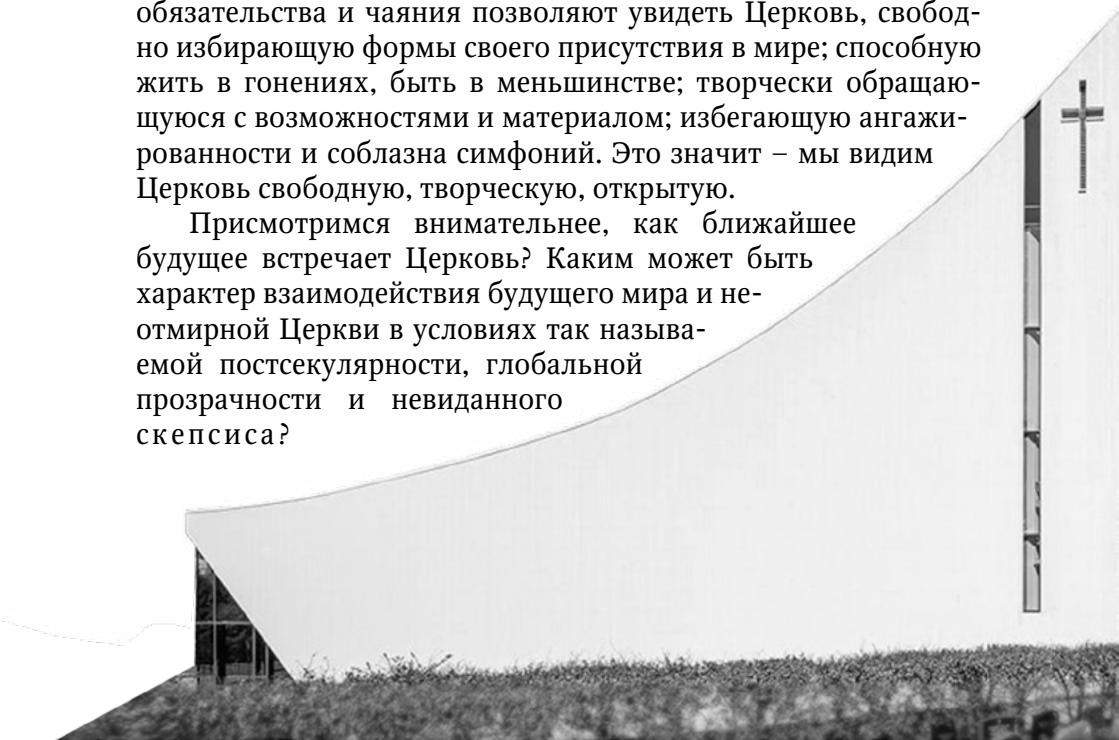 обязательства и чаяния позволяют увидеть Церковь, свобод-
но избирающую формы своего присутствия в мире; способную
жить в гонениях, быть в меньшинстве; творчески обращаю-
щуюся с возможностями и материалом; избегающую ангажи-
рованности и соблазна симфоний. Это значит – мы видим
Церковь свободную, творческую, открытую.
Присмотримся внимательнее, как ближайшее
будущее встречает Церковь? Каким может быть
характер взаимодействия будущего мира и не-
отмирной Церкви в условиях так называ-
емой постсекулярности, глобальной
прозрачности и невиданного
скепсиса?